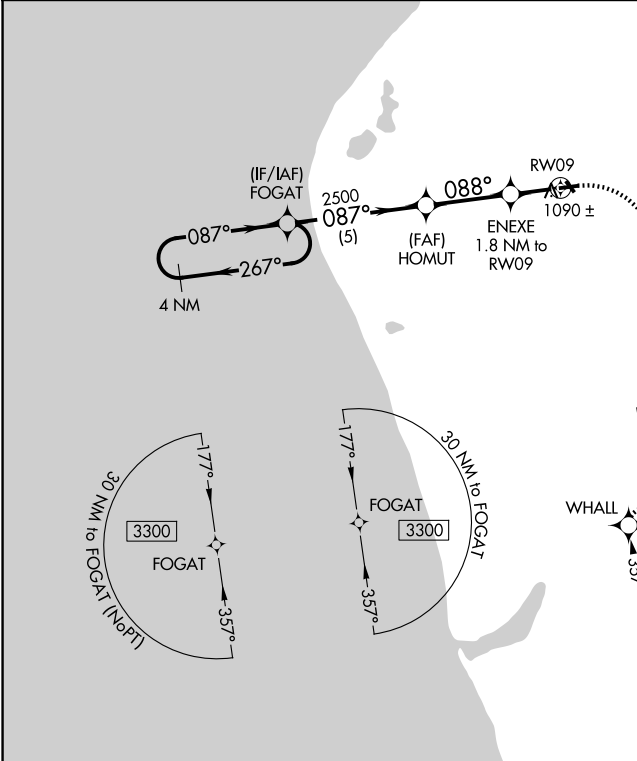 (IF/IAF)
FOGAT
2500
087°
(5)
088°
RW09
1090 ±
087°
267°
4 NM
(FAF)
HOMUT
ENEXE
1.8 NM to
RW09
177°
30 NM to FOGAT (NoPT)
3300
FOGAT
357°
177°
30 NM to FOGAT
FOGAT
3300
357°
WHALL